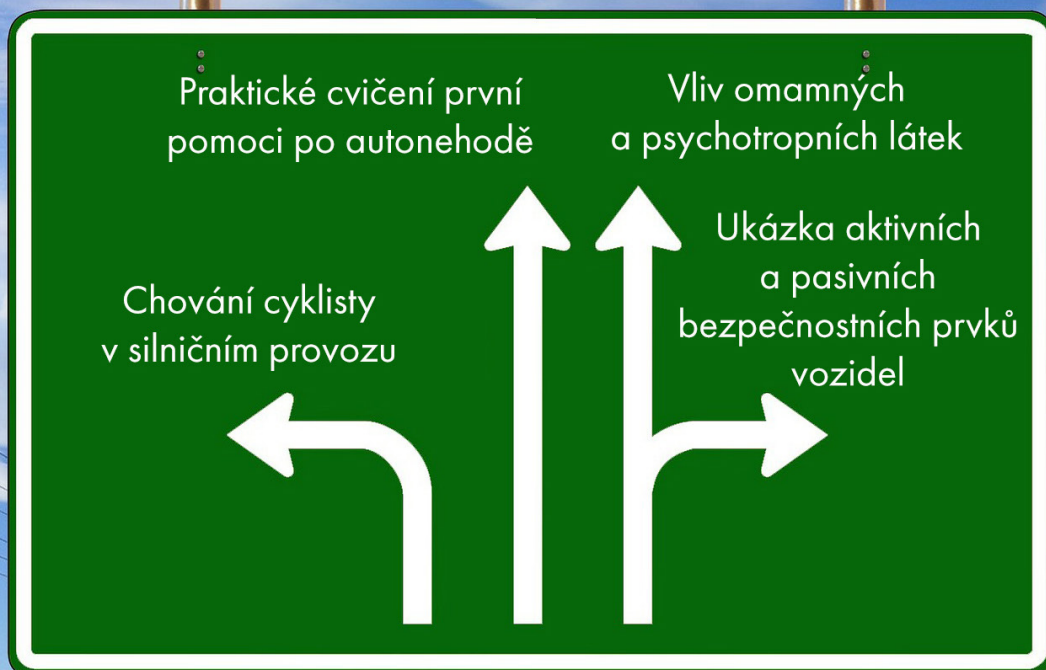 Praktické cvičení první
pomoci po autonehodě
Vliv omamných
a psychotropních látek
Chování cyklisty
v silničním provozu
Ukázka aktivních
a pasivních
bezpečnostních prvků
vozidel